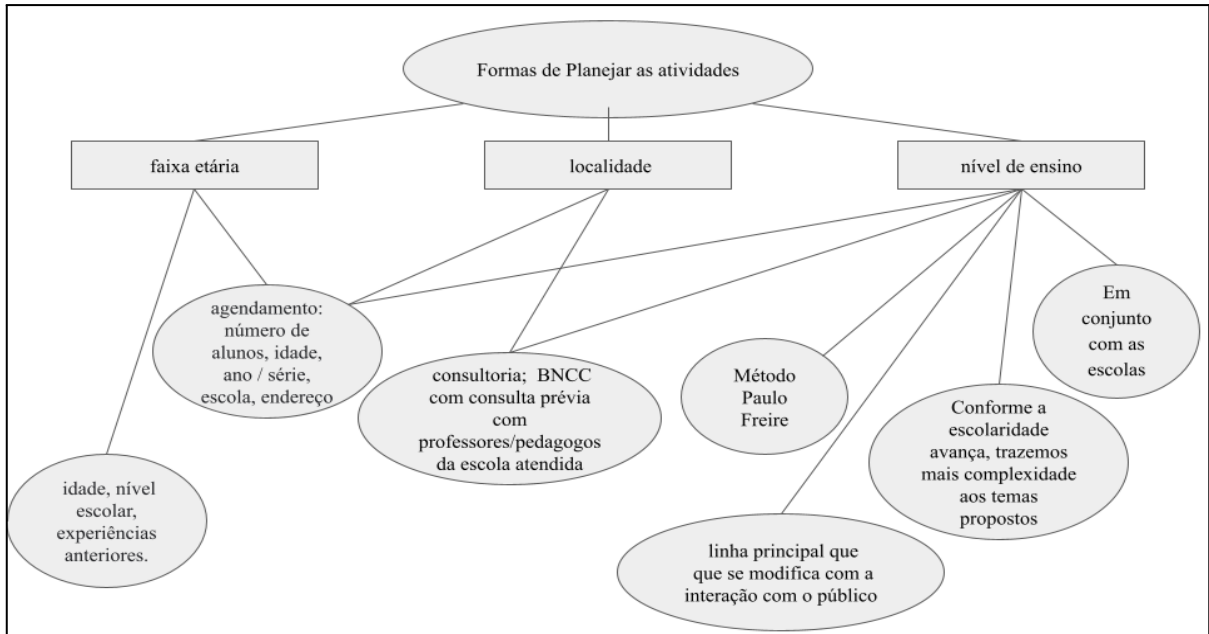 Formas de Planejar as atividades
faixa etária
localidade
nível de ensino
agendamento:
número de
alunos, idade,
ano / série,
escola, endereço
Em
conjunto
com as
escolas
consultoria; BNCC
com consulta prévia
com
professores/pedagogos
da escola atendida
Método
Paulo
Freire
Conforme a
escolaridade
avança, trazemos
mais complexidade
aos temas
propostos
idade, nível
escolar,
experiências
anteriores.
linha principal que
que se modifica com a
interação com o público